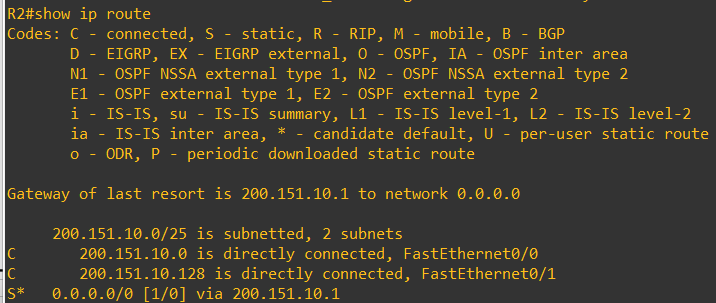 R2#show ip route
Codes: C - connected, S - static, R - RIP, M - mobile, B - BGP
       D - EIGRP, EX - EIGRP external, O - OSPF, IA - OSPF inter area
       N1 - OSPF NSSA external type 1, N2 - OSPF NSSA external type 2
       E1 - OSPF external type 1, E2 - OSPF external type 2
       i - IS-IS, su - IS-IS summary, L1 - IS-IS level-1, L2 - IS-IS level-2
       ia - IS-IS inter area, * - candidate default, U - per-user static route
       o - ODR, P - periodic downloaded static route
Gateway of last resort is 200.151.10.1 to network 0.0.0.0
     200.151.10.0/25 is subnetted, 2 subnets
C       200.151.10.0 is directly connected, FastEthernet0/0
C       200.151.10.128 is directly connected, FastEthernet0/1
S*   0.0.0.0/0 [1/0] via 200.151.10.1